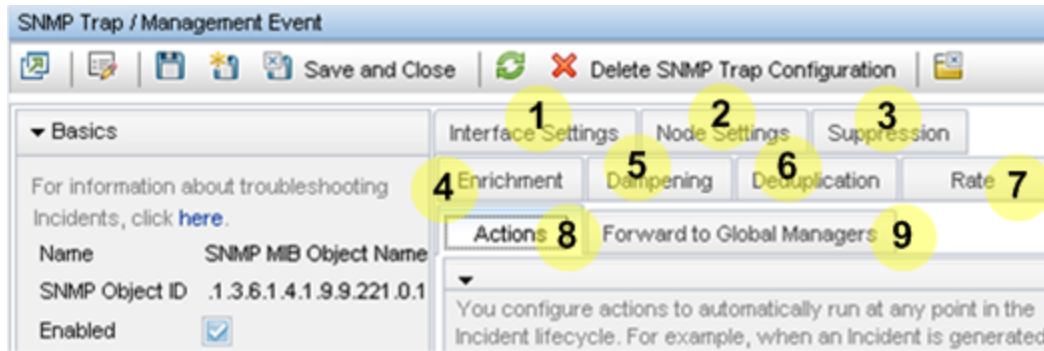 SNMP Trap / Management Event
Save and Close Delete SNMP Trap Configuration
Basics
For information about troubleshooting
Incidents, click here.
Name SNMP MIB Object Name
SNMP Object ID .1.3.6.1.4.1.9.9.221.0.1
Enabled
Interface Settings 1 Node Settings 2 Suppression 3
4 Enrichment Dampening 5 Deduplication 6 Rate 7
Actions 8 Forward to Global Managers 9
You configure actions to automatically run at any point in the
Incident lifecycle. For example, when an Incident is generated